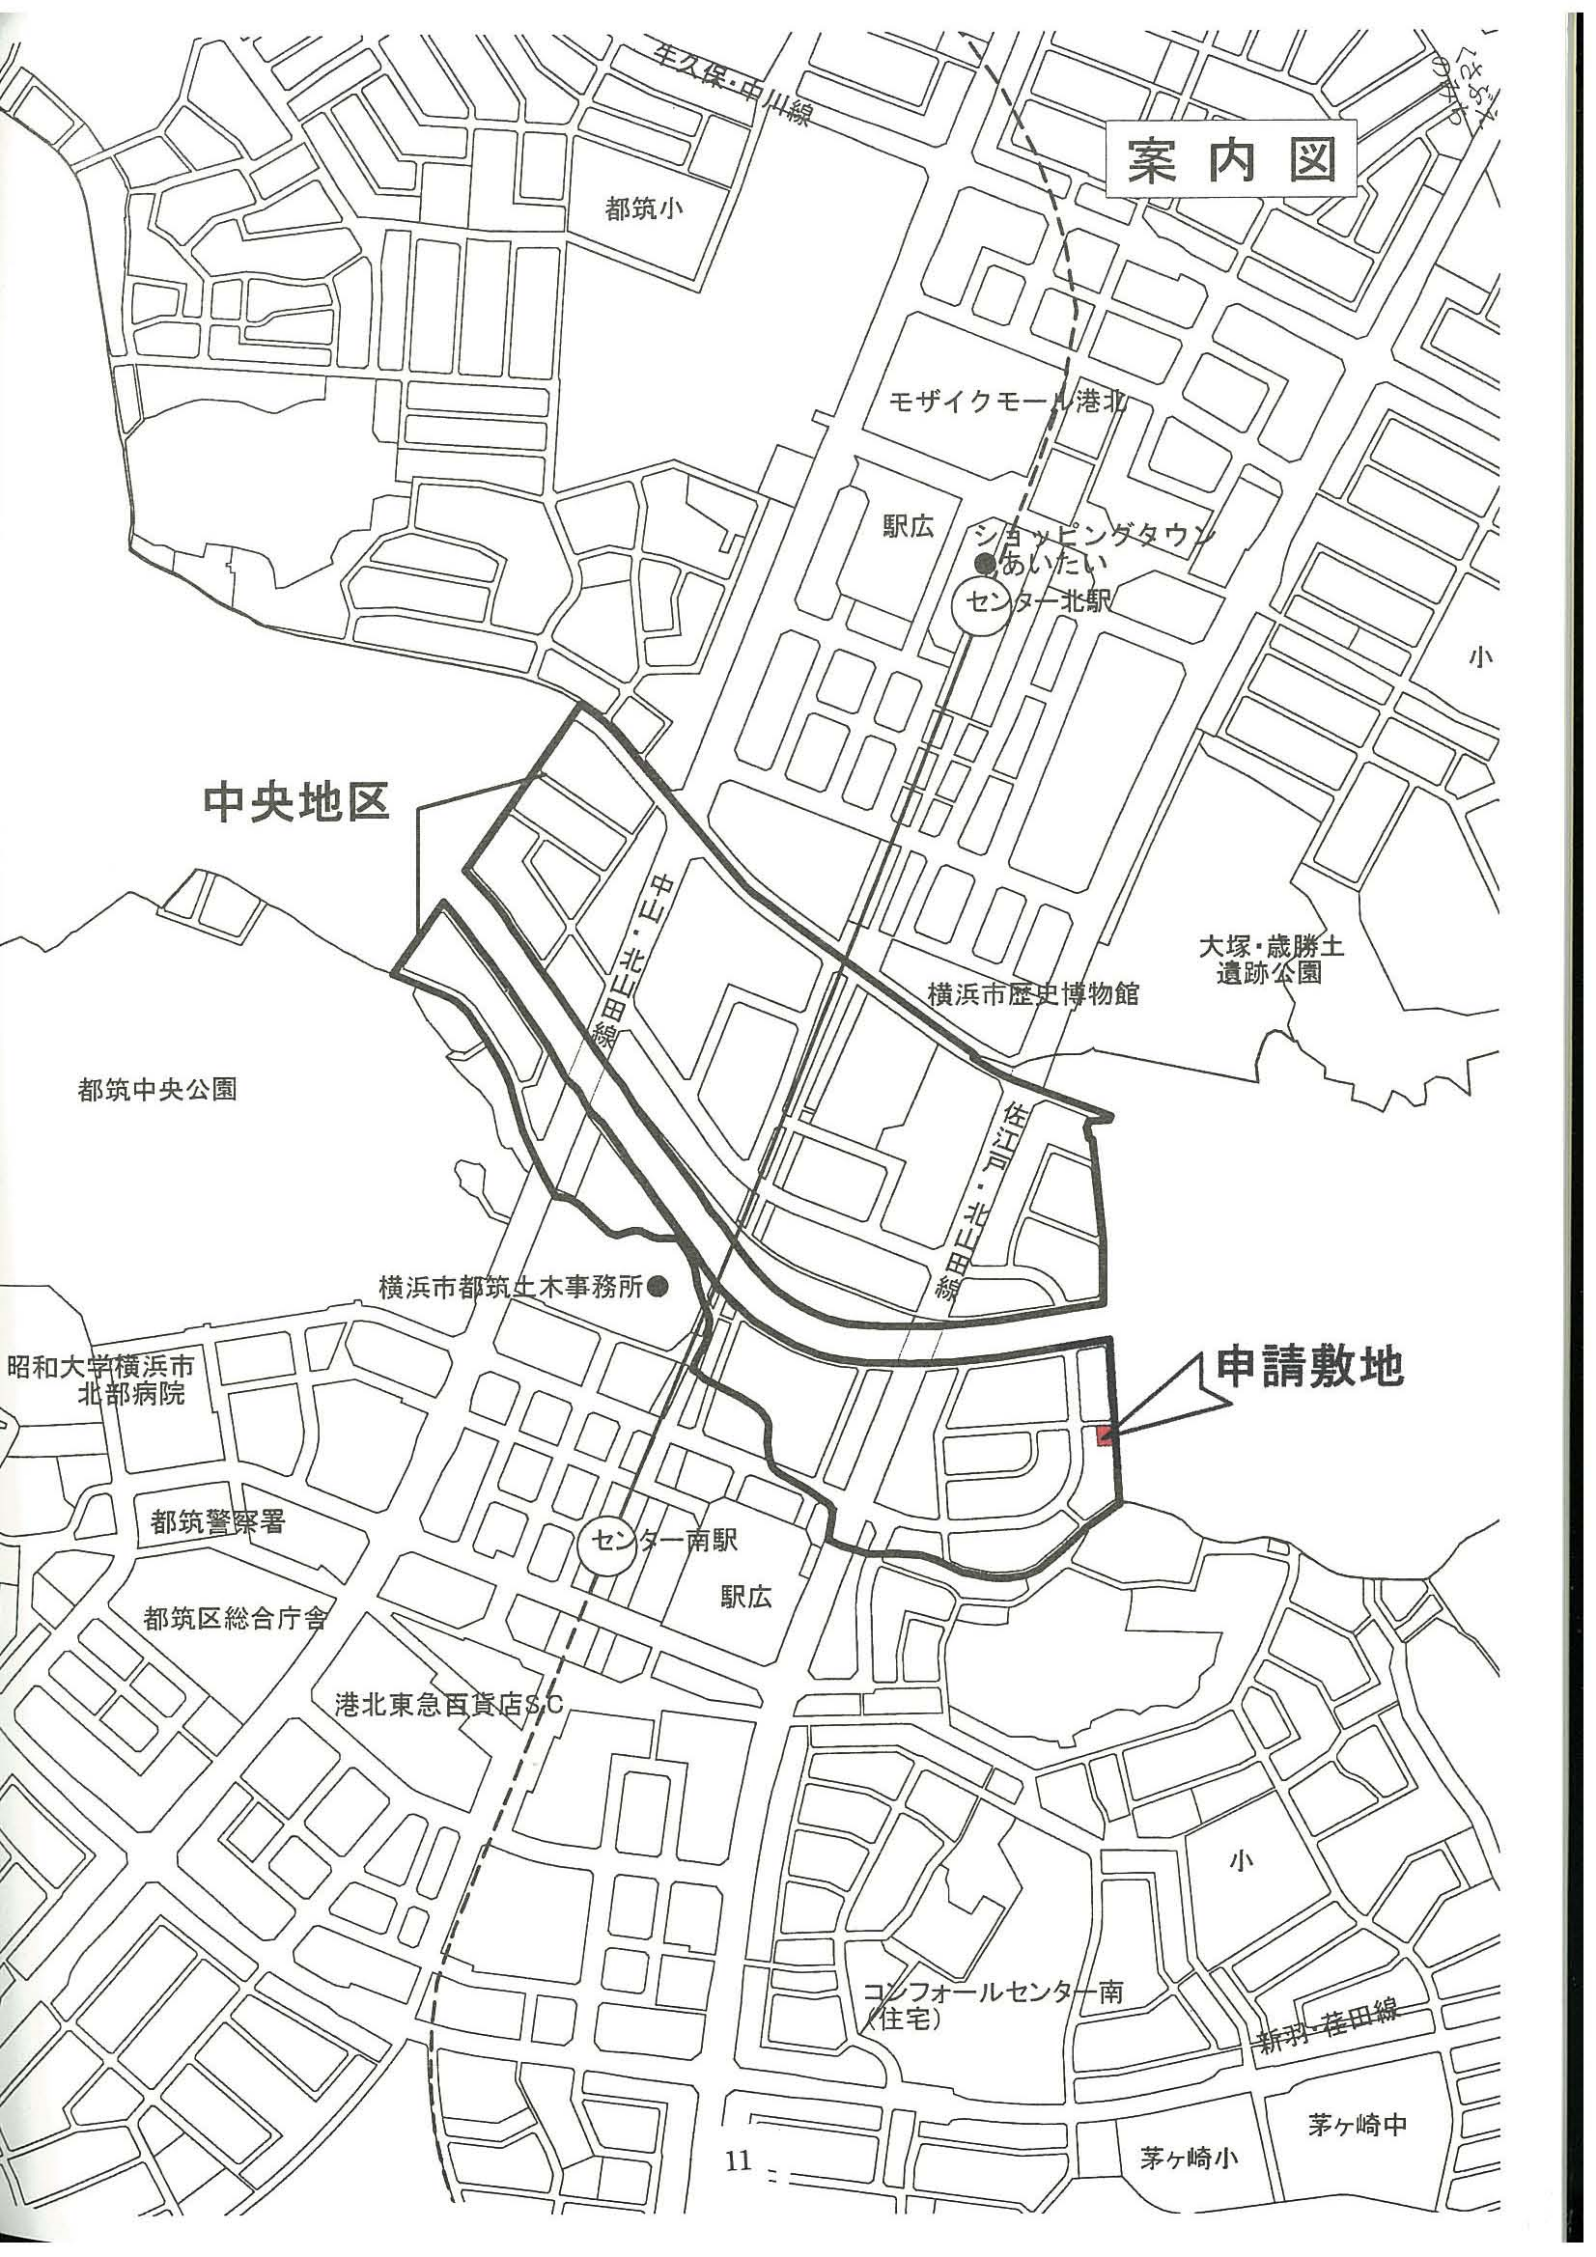 牛久保・中川線
くさぶえ
のみち
案内図
都筑小
モザイクモール港北
駅広
ショッピングタウン
あいたい
センター北駅
小
中央地区
中山・北山田線
大塚・歳勝土
遺跡公園
横浜市歴史博物館
都筑中央公園
佐江戸・北山田線
横浜市都筑土木事務所
申請敷地
昭和大学横浜市
北部病院
都筑警察署
センター南駅
駅広
都筑区総合庁舎
港北東急百貨店SC
小
コンフォールセンター南
(住宅)
新羽・荏田線
茅ヶ崎中
茅ヶ崎小
11